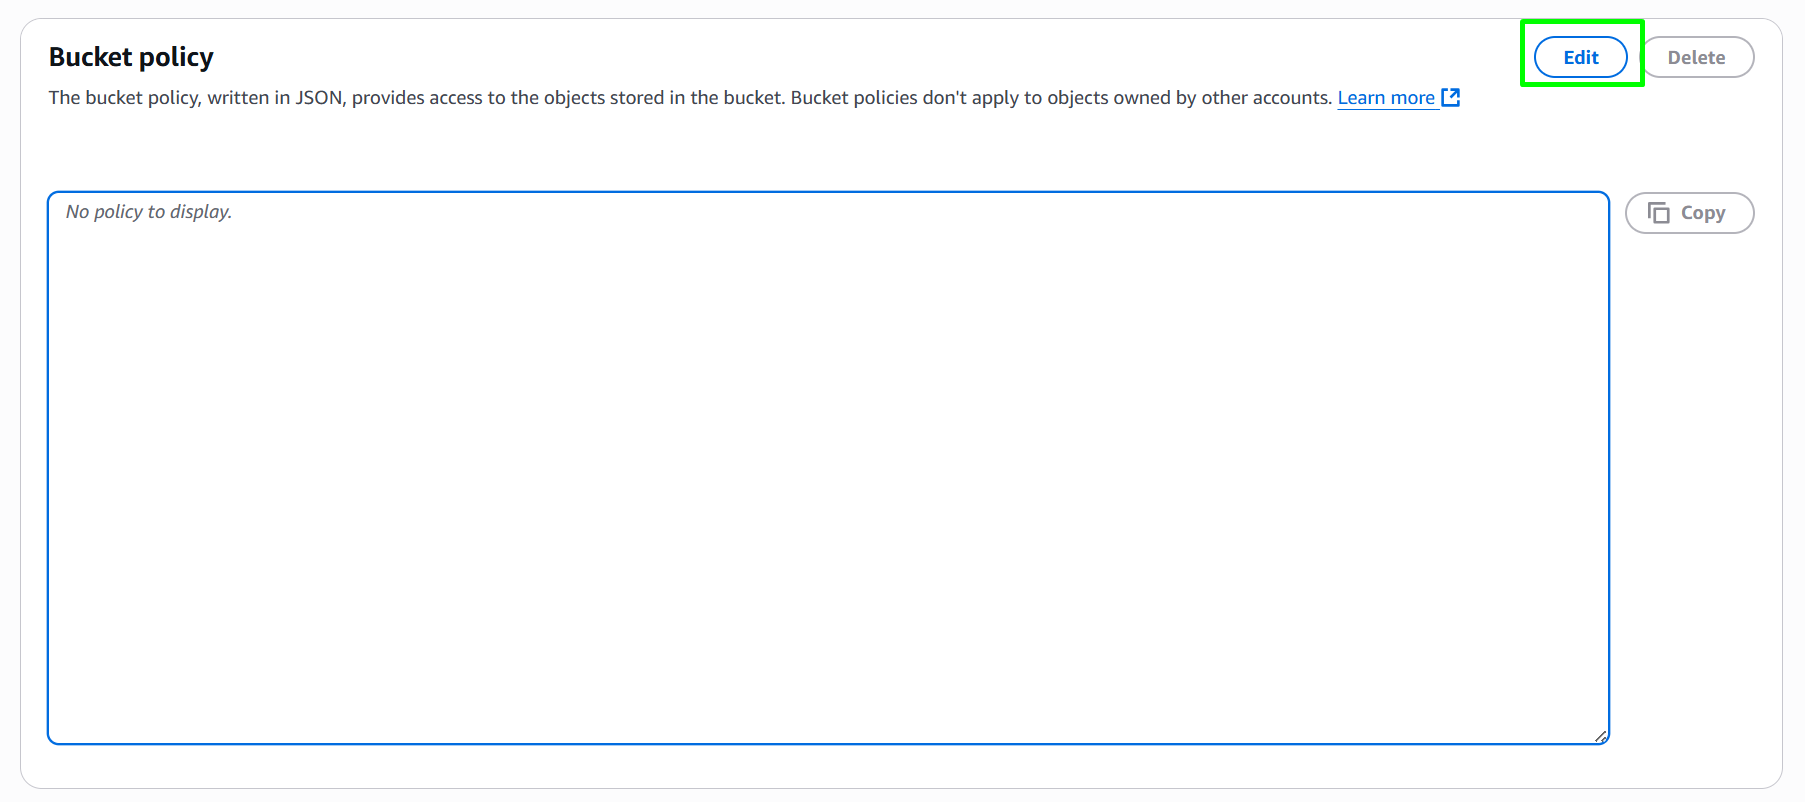 Bucket policy
Edit
Delete
The bucket policy, written in JSON, provides access to the objects stored in the bucket. Bucket policies don't apply to objects owned by other accounts. Learn more
No policy to display.
Copy